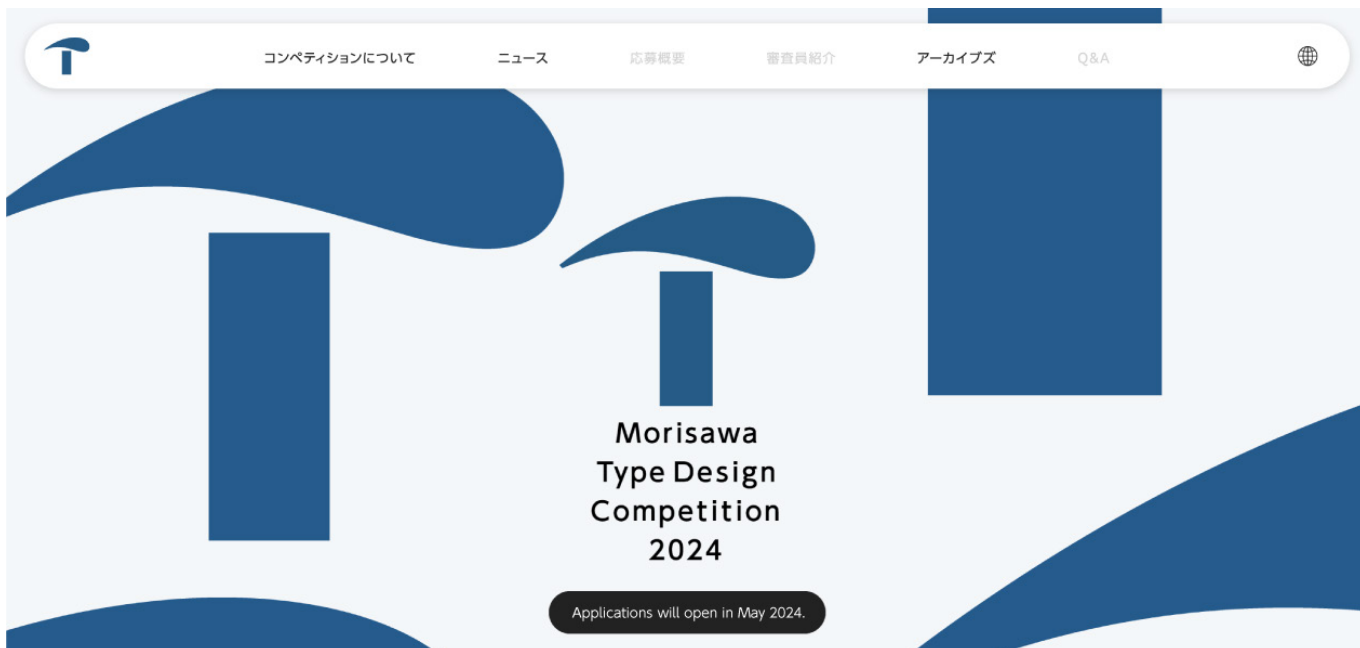 コンペティションについて ニュース 応募概要 審査員紹介 アーカイブズ Q&A
Morisawa
Type Design
Competition
2024
Applications will open in May 2024.